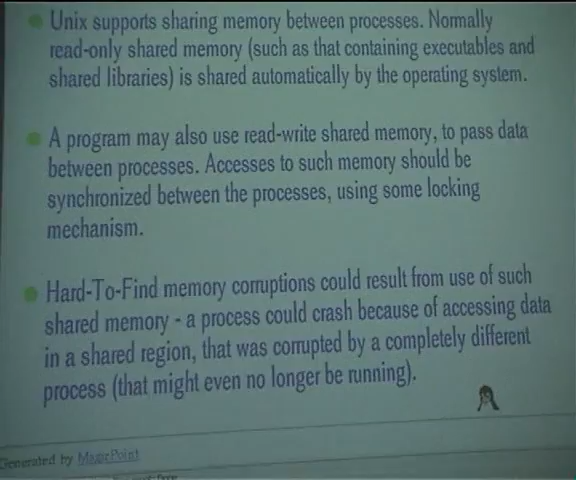 Unix supports sharing memory between processes. Normally
read-only shared memory (such as that containing executables and
shared libraries) is shared automatically by the operating system.
A program may also use read-write shared memory, to pass data
between processes. Accesses to such memory should be
synchronized between the processes, using some locking
mechanism.
Hard-To-Find memory corruptions could result from use of such
shared memory - a process could crash because of accessing data
in a shared region, that was corrupted by a completely different
process (that might even no longer be running).
Generated by MagicPoint